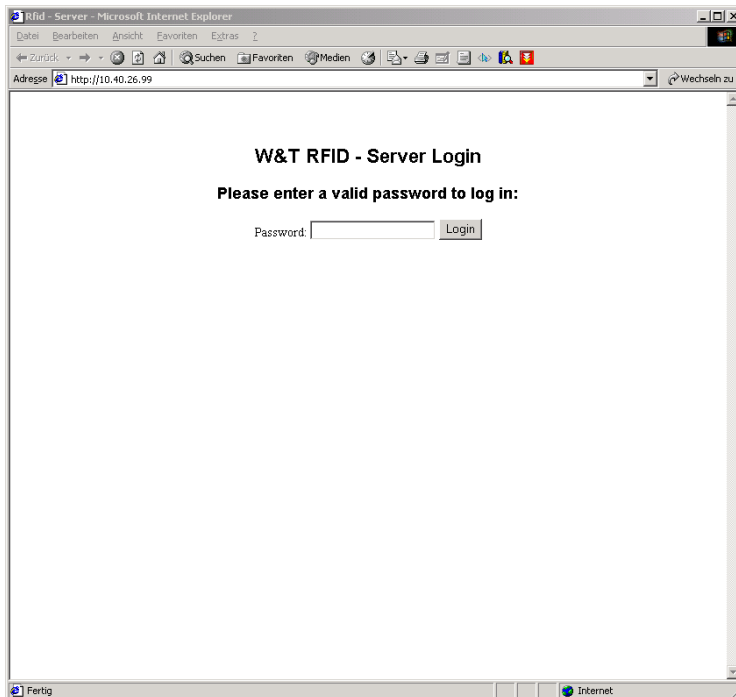 Rfid - Server - Microsoft Internet Explorer
Datei Bearbeiten Ansicht Favoriten Extras ?
Zurück Suchen Favoriten Medien
Adresse http://10.40.26.99 Wechseln zu
W&T RFID - Server Login
Please enter a valid password to log in:
Password: Login
Fertig Internet